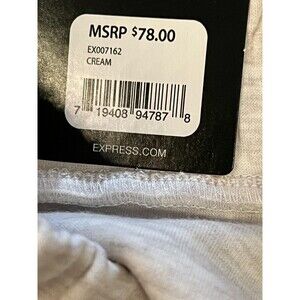 MSRP $78.00
EX007162
CREAM
7 19408 94787 8
EXPRESS.COM